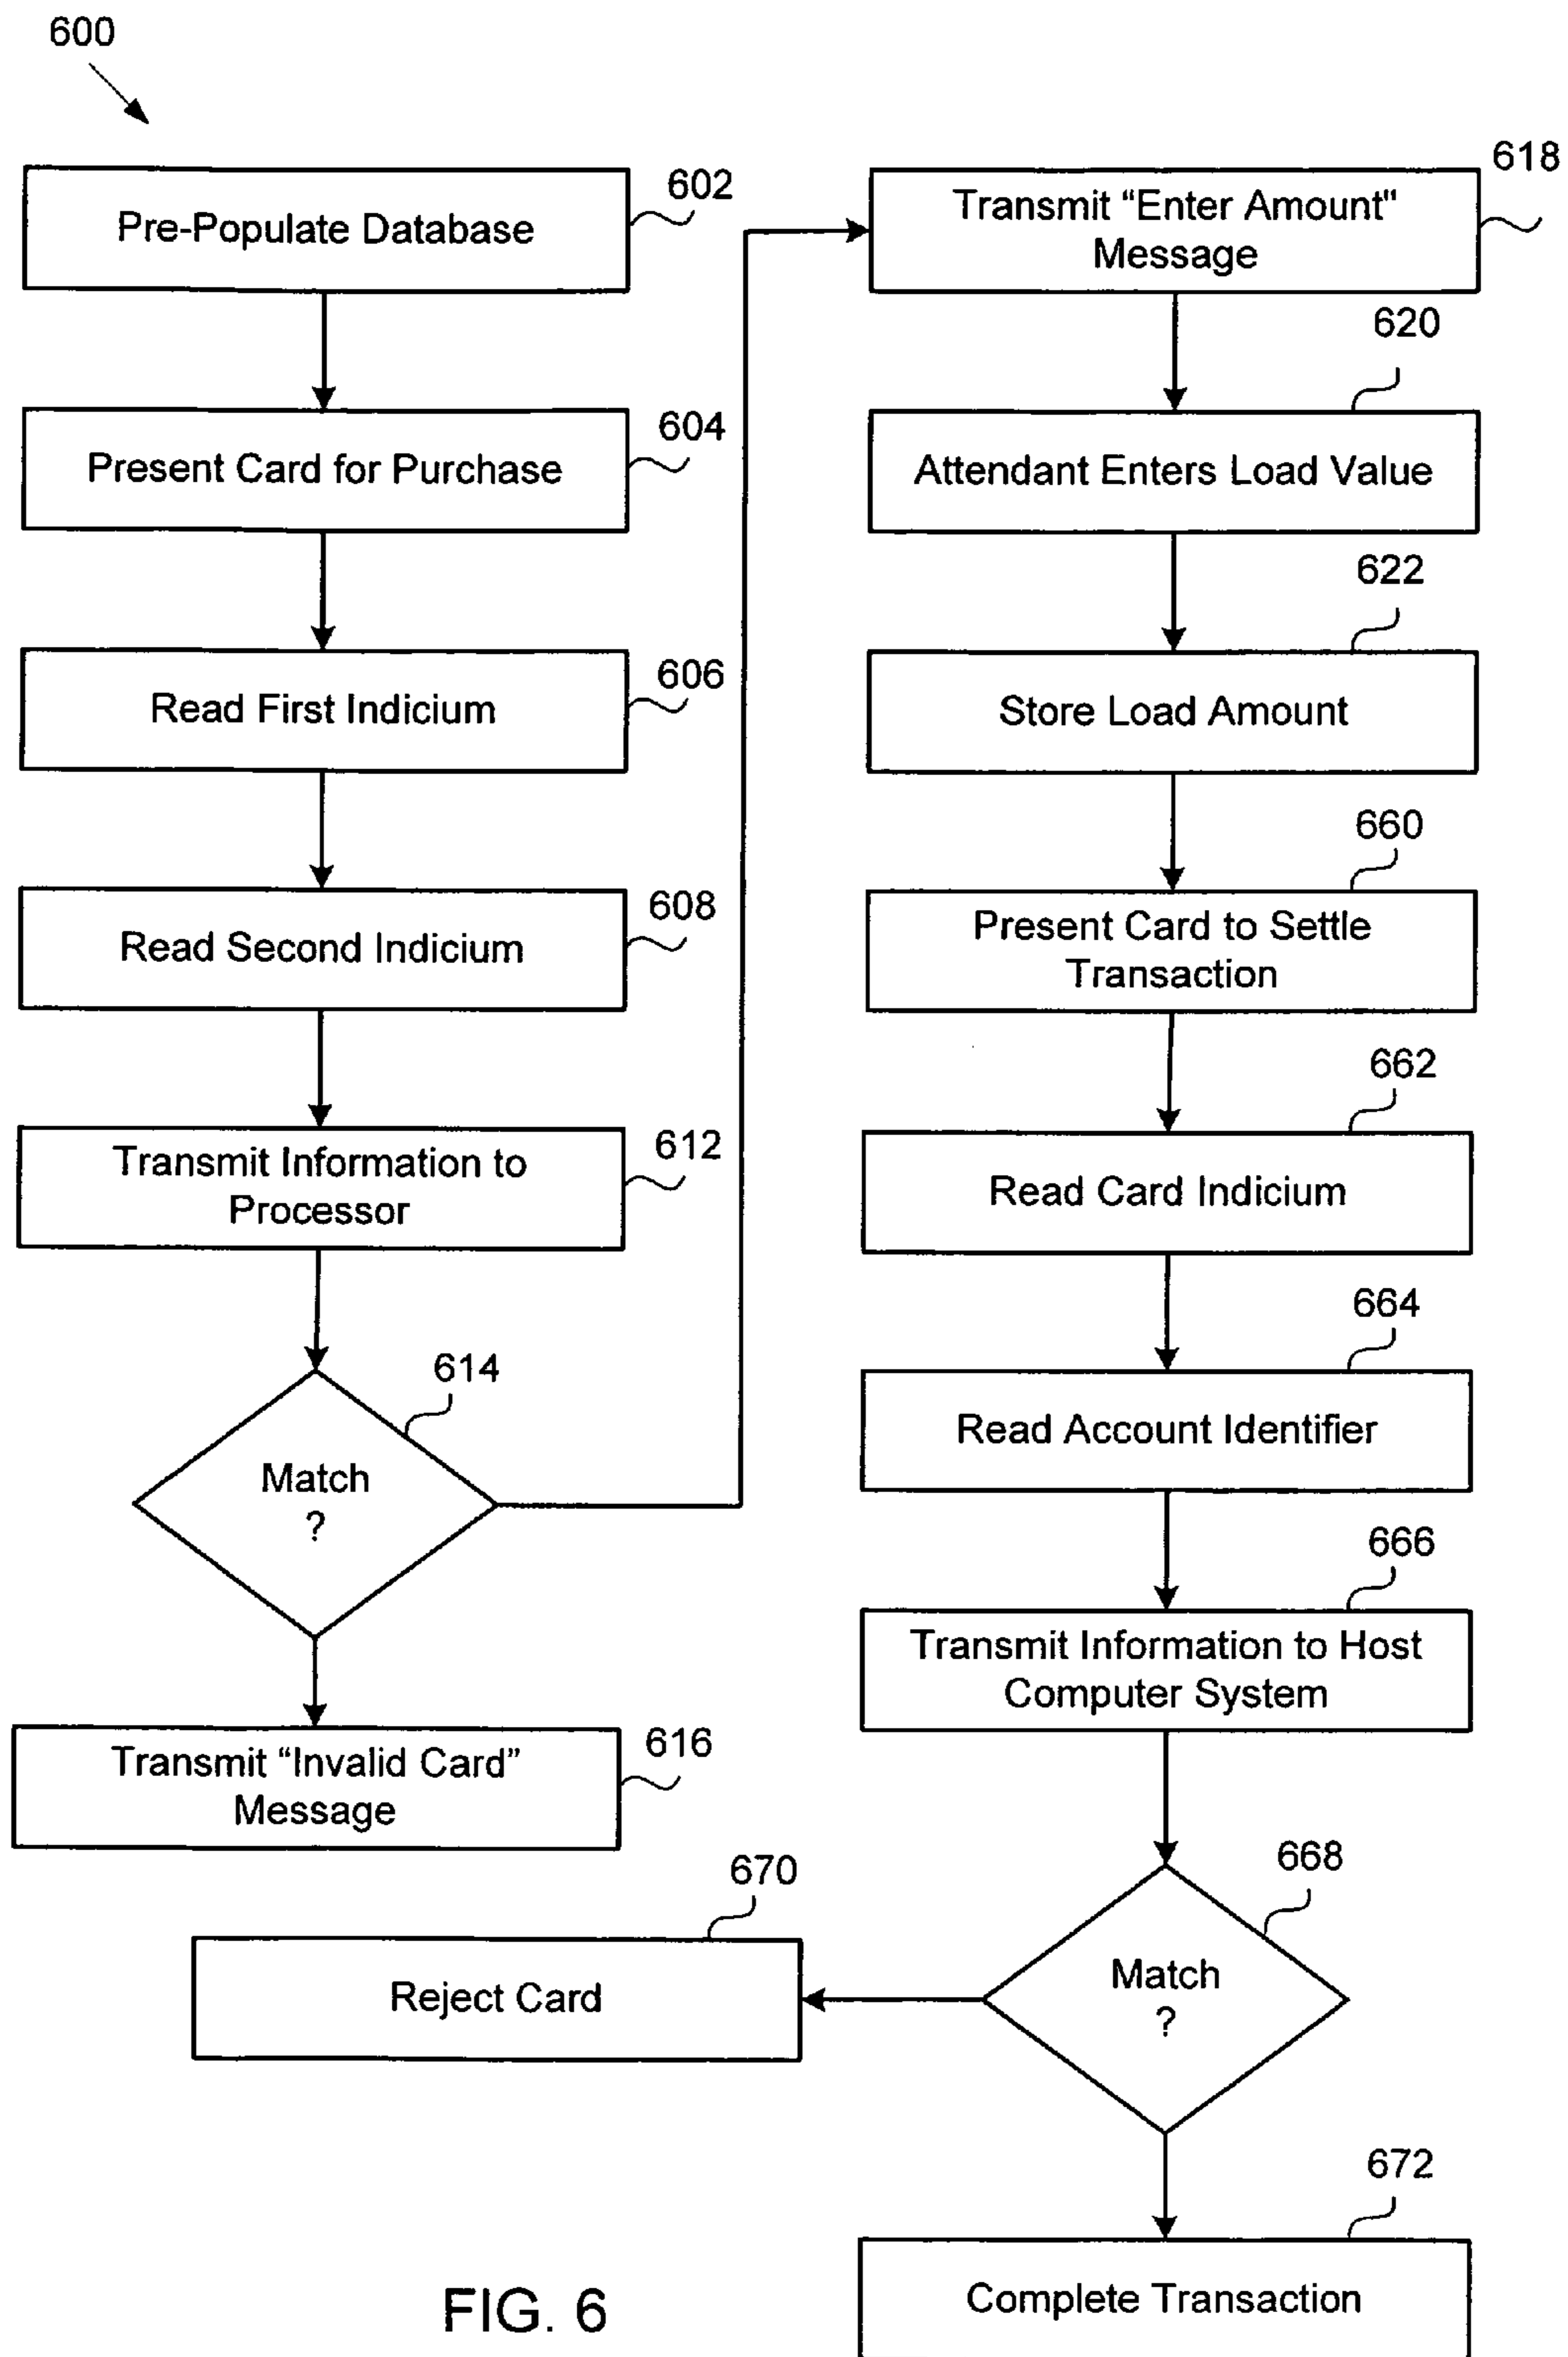 600
Pre-Populate Database
602
Present Card for Purchase
604
Read First Indicium
606
Read Second Indicium
608
Transmit Information to
Processor
612
Match
?
614
Transmit “Invalid Card”
Message
616
Transmit “Enter Amount"
Message
618
620
Attendant Enters Load Value
622
Store Load Amount
660
Present Card to Settle
Transaction
662
Read Card Indicium
664
Read Account Identifier
666
Transmit Information to Host
Computer System
668
Match
?
670
Reject Card
672
Complete Transaction
FIG. 6